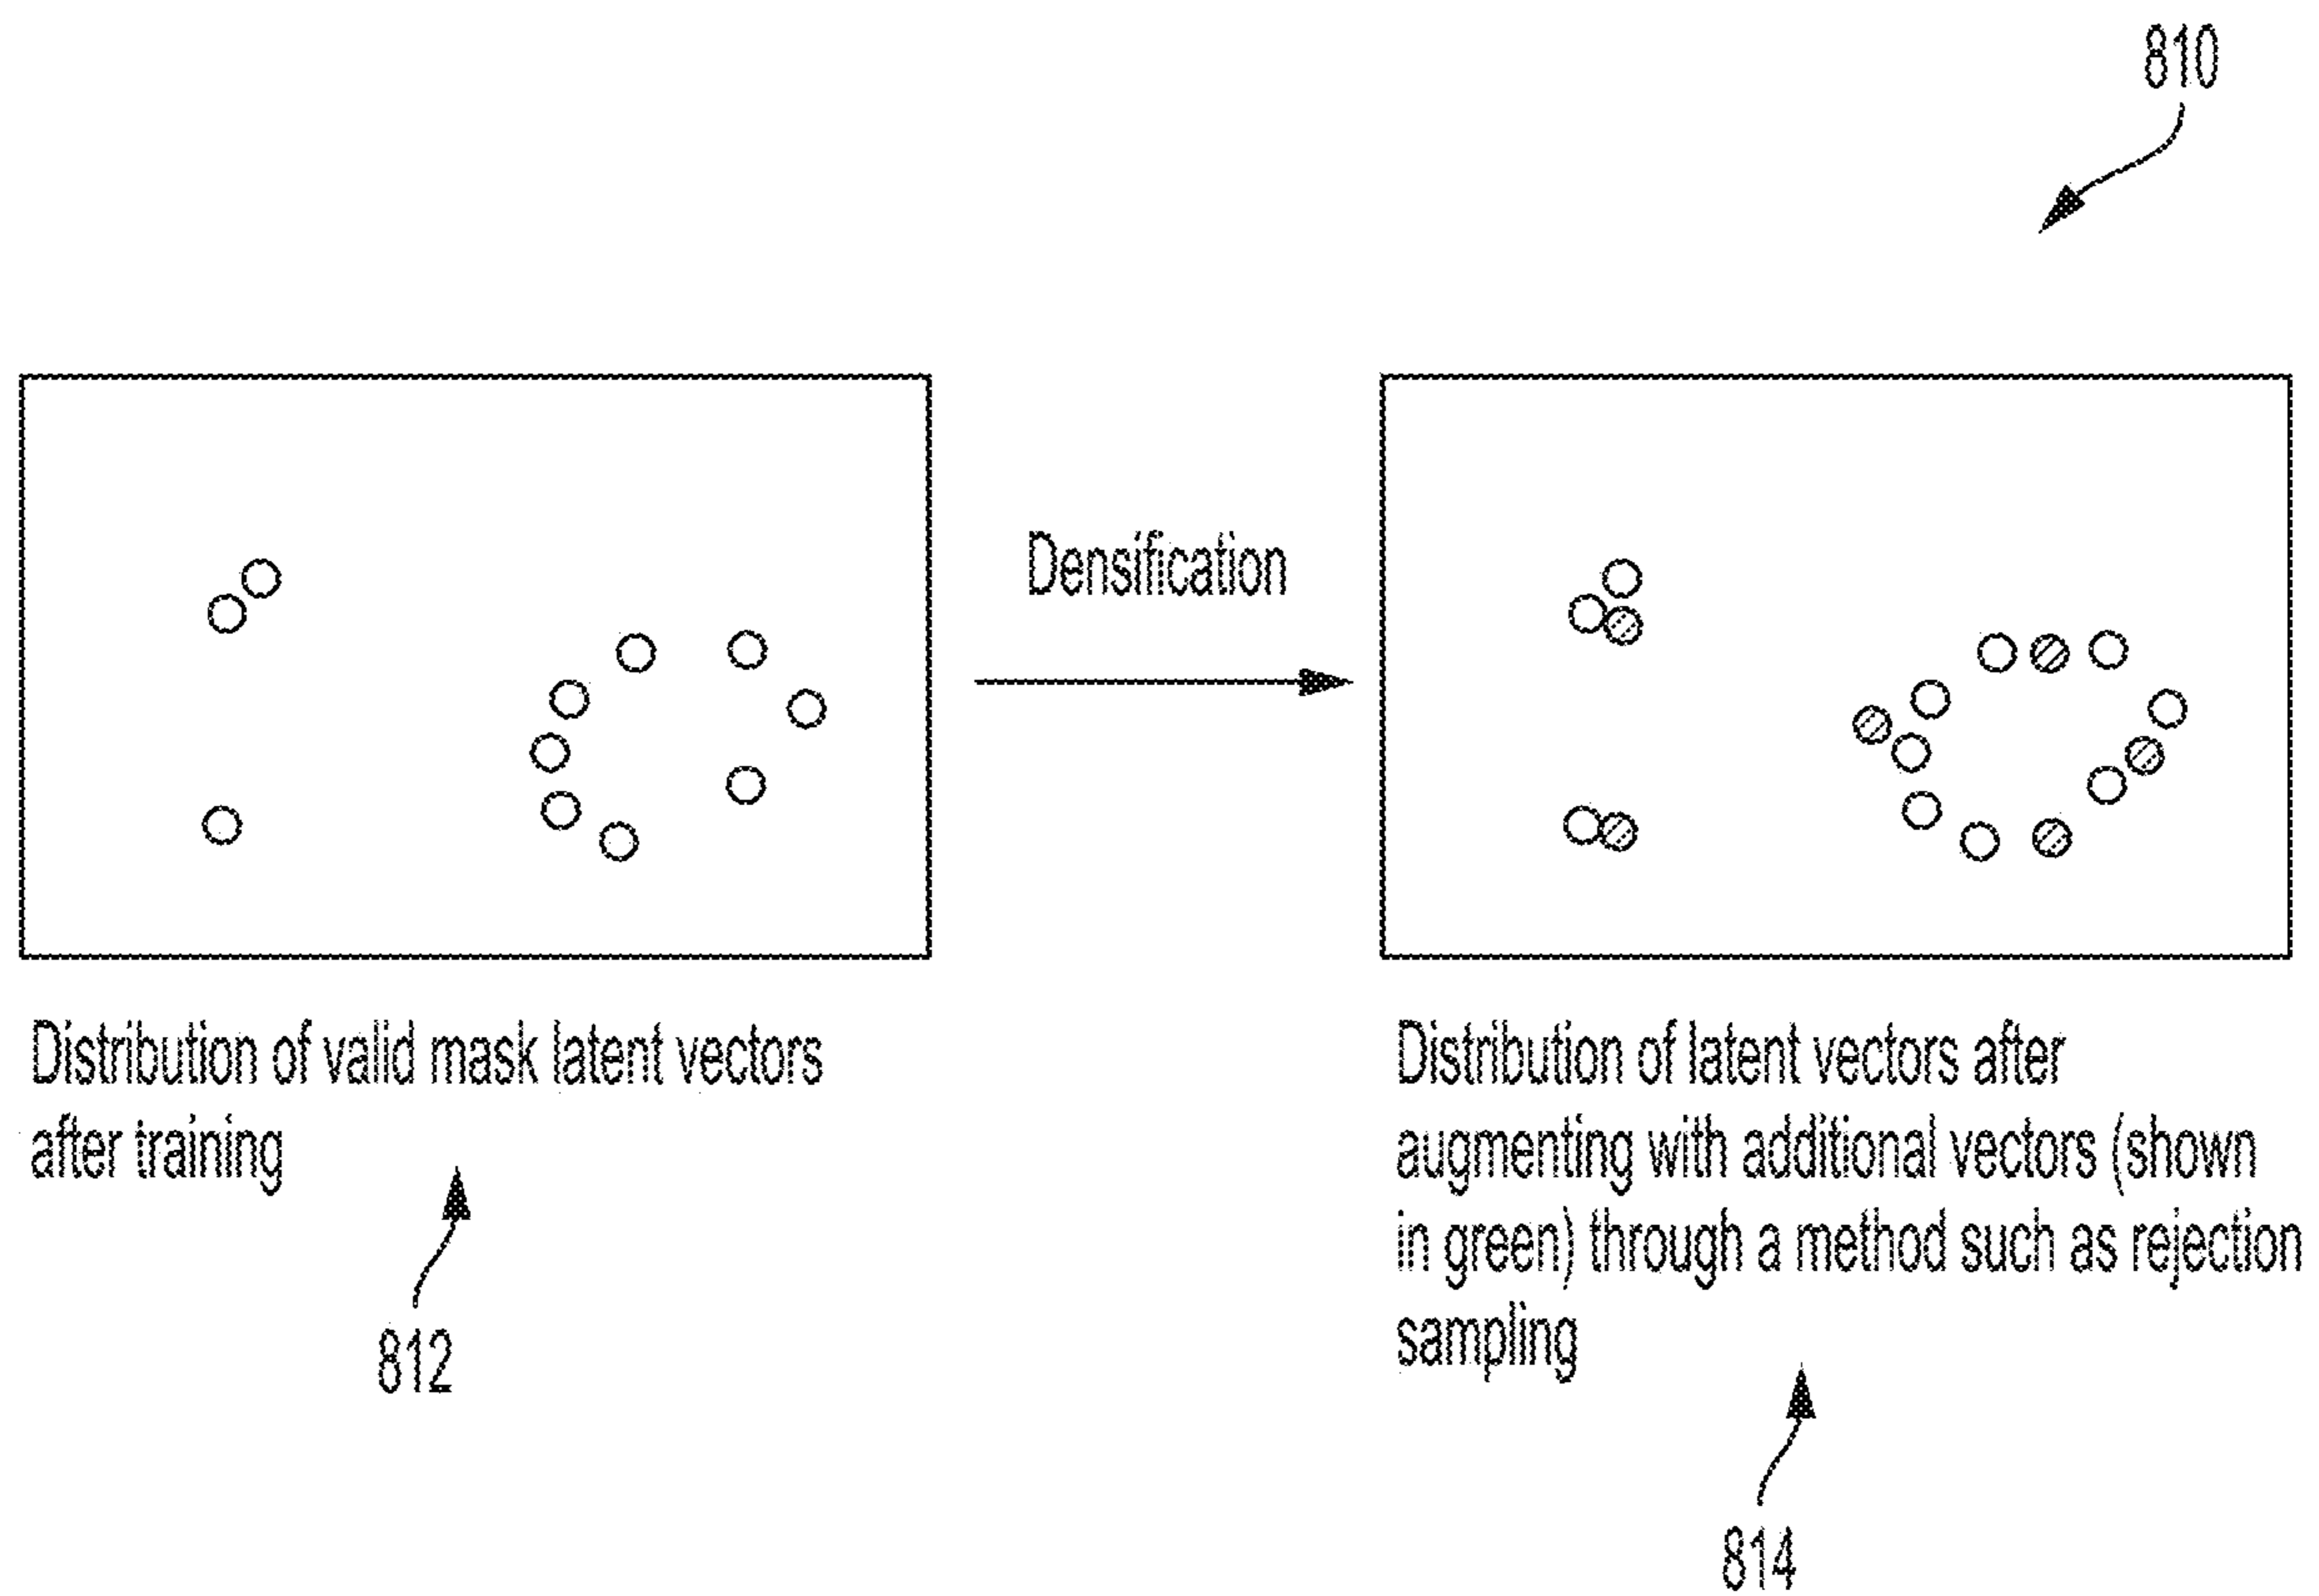 810
Densification
Distribution of valid mask latent vectors
after training
812
Distribution of latent vectors after
augmenting with additional vectors (shown
in green) through a method such as rejection
sampling
814